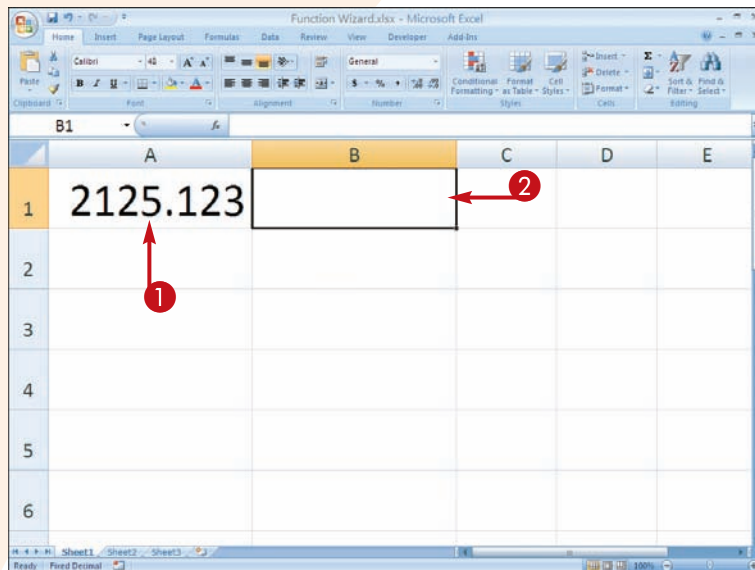 Function Wizard.xlsx - Microsoft Excel
Home Insert Page Layout Formulas Data Review View Developer Add-Ins
Paste
Calibri 48 A A General Σ
B I U A $ % ,
Conditional Formatting Format as Table Cell Styles
Insert
Delete
Format
Sort & Filter Find & Select
Clipboard Font Alignment Number Styles Cells Editing
B1 fx
A B C D E
1 2125.123
2
1
2
3
4
5
6
Sheet1 Sheet2 Sheet3
Ready Fixed Decimal 100%